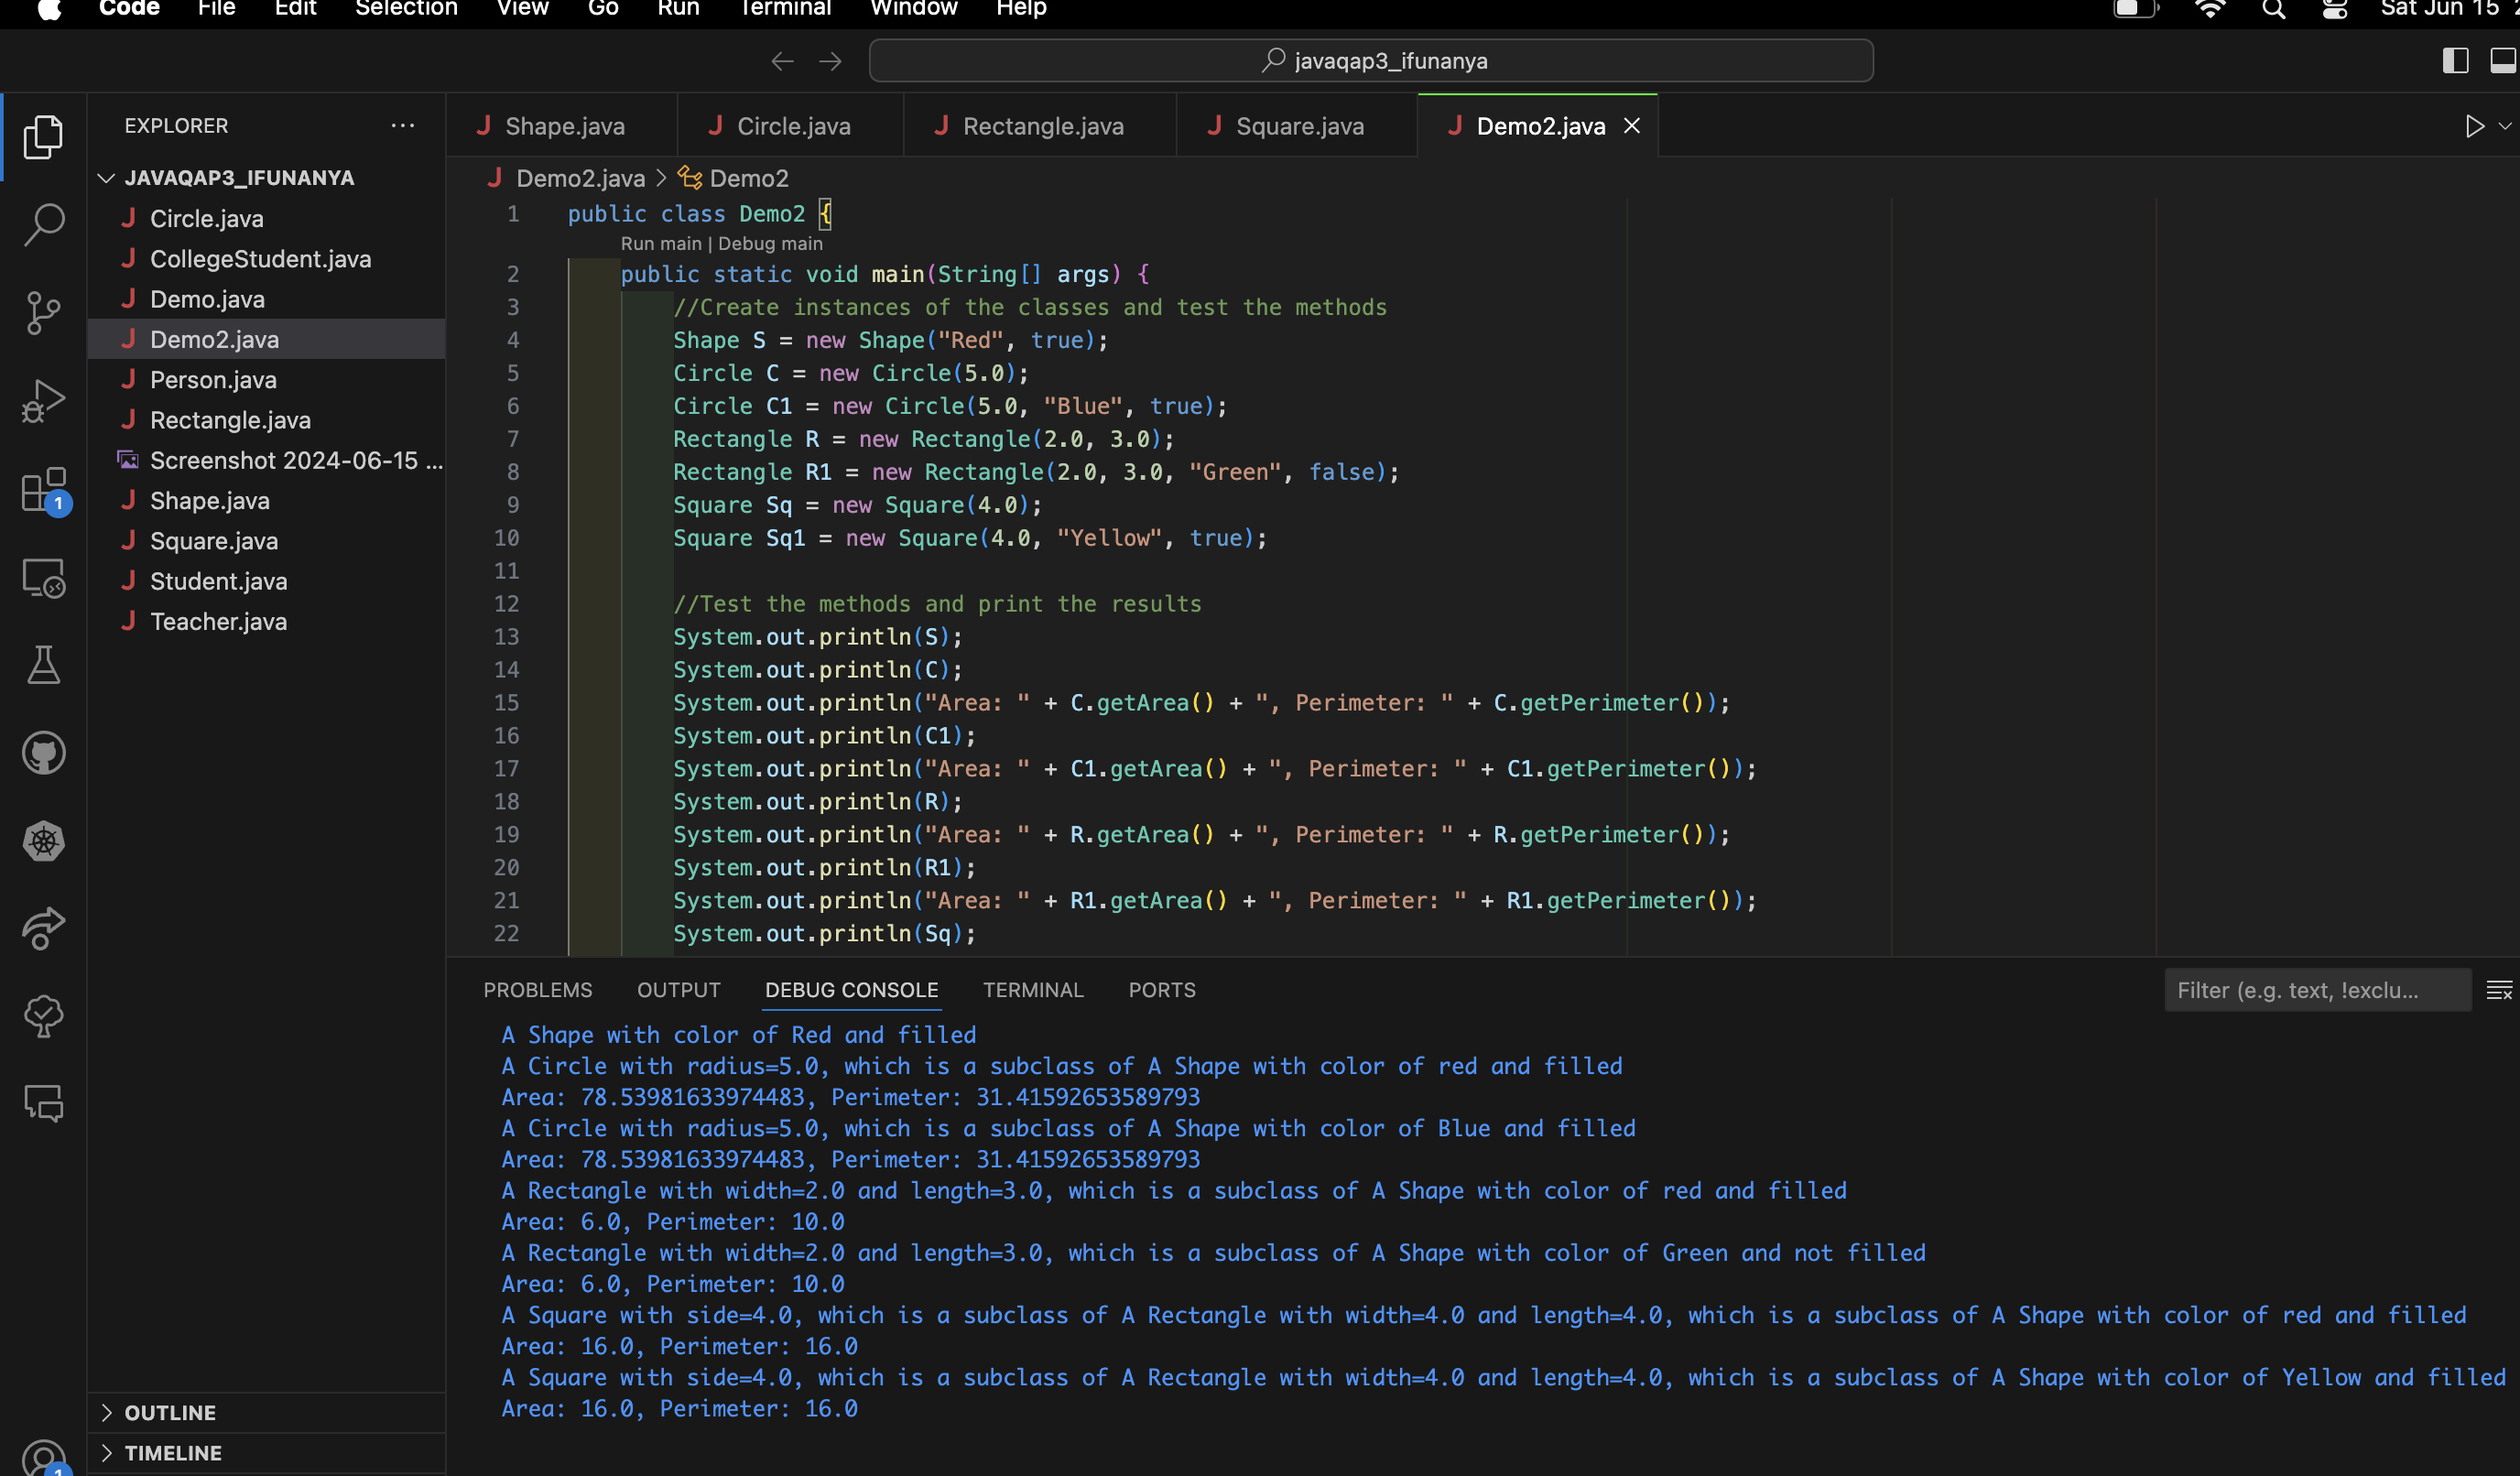 Code File Edit Selection View Go Run Terminal Window Help Sat Jun 15
javaqap3_ifunanya
EXPLORER ...
JAVAQAP3_IFUNANYA
J Circle.java
J CollegeStudent.java
J Demo.java
J Demo2.java
J Person.java
J Rectangle.java
Screenshot 2024-06-15 ...
J Shape.java
J Square.java
J Student.java
J Teacher.java
OUTLINE
TIMELINE
1
1
J Shape.java J Circle.java J Rectangle.java J Square.java J Demo2.java
J Demo2.java > Demo2
1 public class Demo2 {
Run main | Debug main
2 public static void main(String[] args) {
3 //Create instances of the classes and test the methods
4 Shape S = new Shape("Red", true);
5 Circle C = new Circle(5.0);
6 Circle C1 = new Circle(5.0, "Blue", true);
7 Rectangle R = new Rectangle(2.0, 3.0);
8 Rectangle R1 = new Rectangle(2.0, 3.0, "Green", false);
9 Square Sq = new Square(4.0);
10 Square Sq1 = new Square(4.0, "Yellow", true);
11
12 //Test the methods and print the results
13 System.out.println(S);
14 System.out.println(C);
15 System.out.println("Area: " + C.getArea() + ", Perimeter: " + C.getPerimeter());
16 System.out.println(C1);
17 System.out.println("Area: " + C1.getArea() + ", Perimeter: " + C1.getPerimeter());
18 System.out.println(R);
19 System.out.println("Area: " + R.getArea() + ", Perimeter: " + R.getPerimeter());
20 System.out.println(R1);
21 System.out.println("Area: " + R1.getArea() + ", Perimeter: " + R1.getPerimeter());
22 System.out.println(Sq);
PROBLEMS OUTPUT DEBUG CONSOLE TERMINAL PORTS Filter (e.g. text, !exclu...
A Shape with color of Red and filled
A Circle with radius=5.0, which is a subclass of A Shape with color of red and filled
Area: 78.53981633974483, Perimeter: 31.41592653589793
A Circle with radius=5.0, which is a subclass of A Shape with color of Blue and filled
Area: 78.53981633974483, Perimeter: 31.41592653589793
A Rectangle with width=2.0 and length=3.0, which is a subclass of A Shape with color of red and filled
Area: 6.0, Perimeter: 10.0
A Rectangle with width=2.0 and length=3.0, which is a subclass of A Shape with color of Green and not filled
Area: 6.0, Perimeter: 10.0
A Square with side=4.0, which is a subclass of A Rectangle with width=4.0 and length=4.0, which is a subclass of A Shape with color of red and filled
Area: 16.0, Perimeter: 16.0
A Square with side=4.0, which is a subclass of A Rectangle with width=4.0 and length=4.0, which is a subclass of A Shape with color of Yellow and filled
Area: 16.0, Perimeter: 16.0